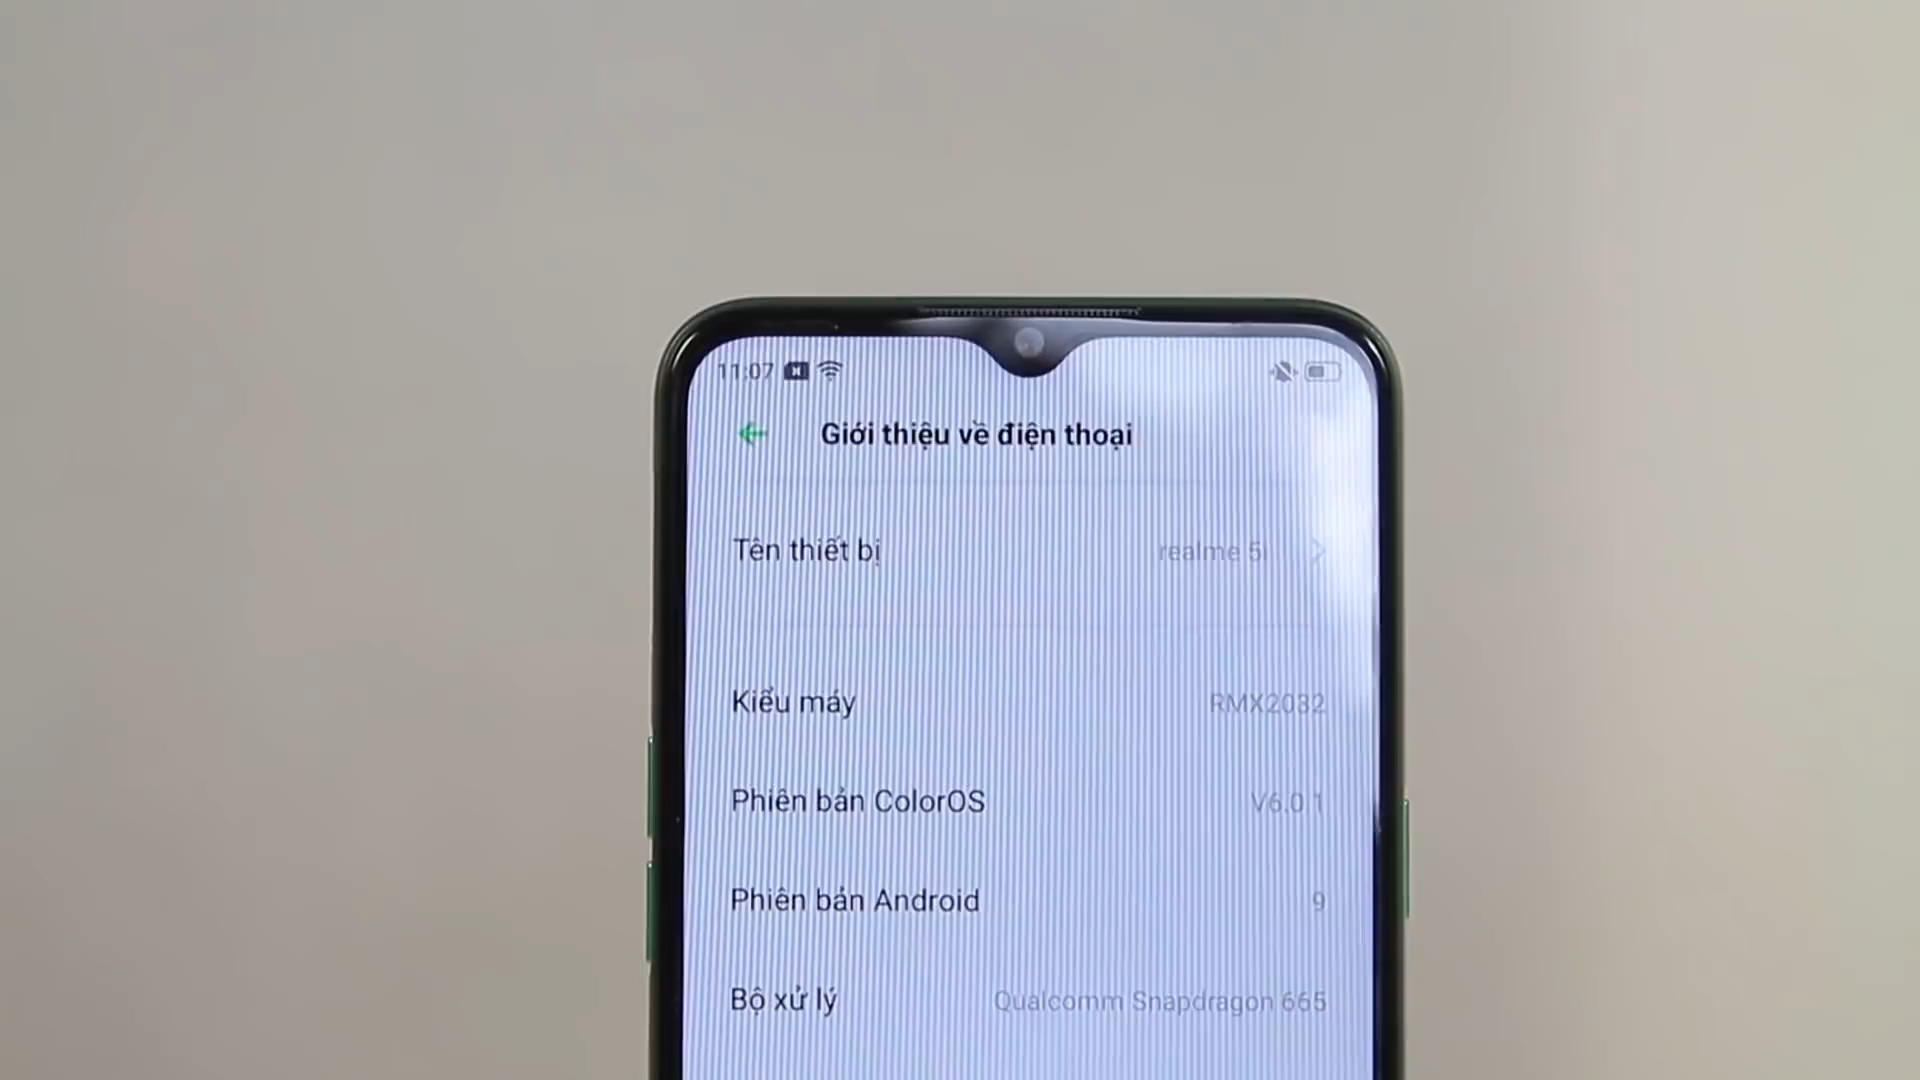 11:07
Giới thiệu về điện thoại
Tên thiết bị realme 5i
Kiểu máy RMX2032
Phiên bản ColorOS V6.0.1
Phiên bản Android 9
Bộ xử lý Qualcomm Snapdragon 665